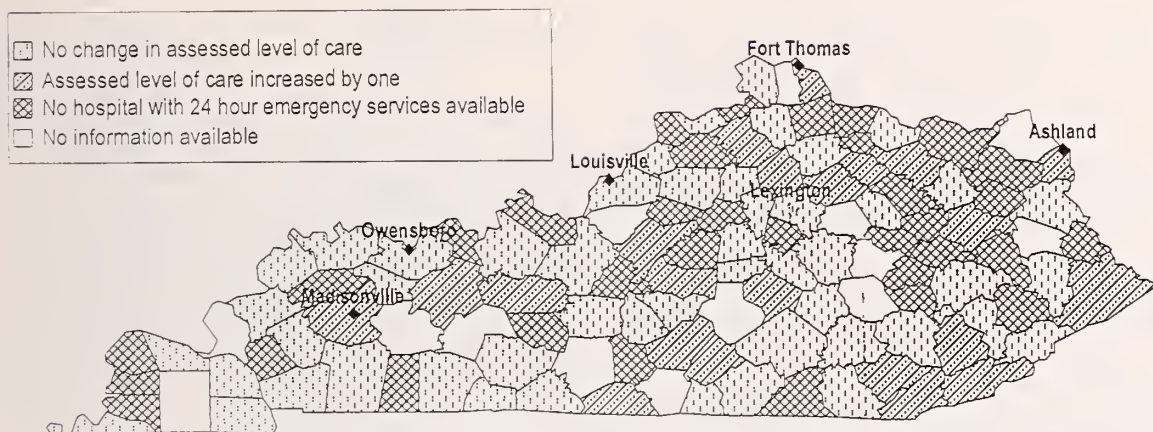 No change in assessed level of care
Assessed level of care increased by one
No hospital with 24 hour emergency services available
No information available
Fort Thomas
Ashland
Louisville
Lexington
Owensboro
Madisonville